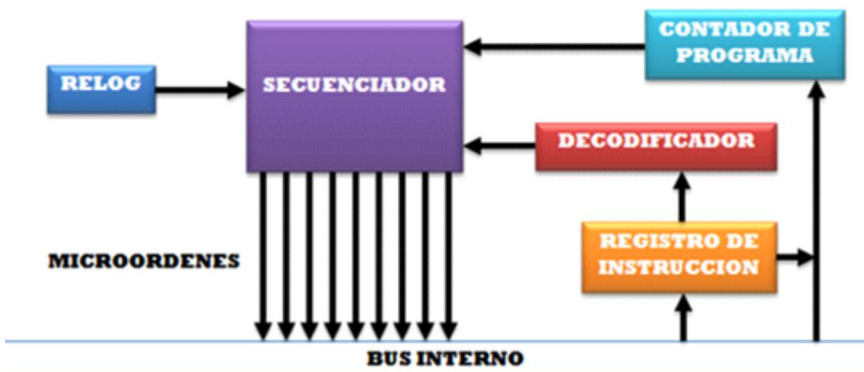 CONTADOR DE
PROGRAMA
RELOG
SECUENCIADOR
DECODIFICADOR
REGISTRO DE
INSTRUCCION
MICROORDENES
BUS INTERNO